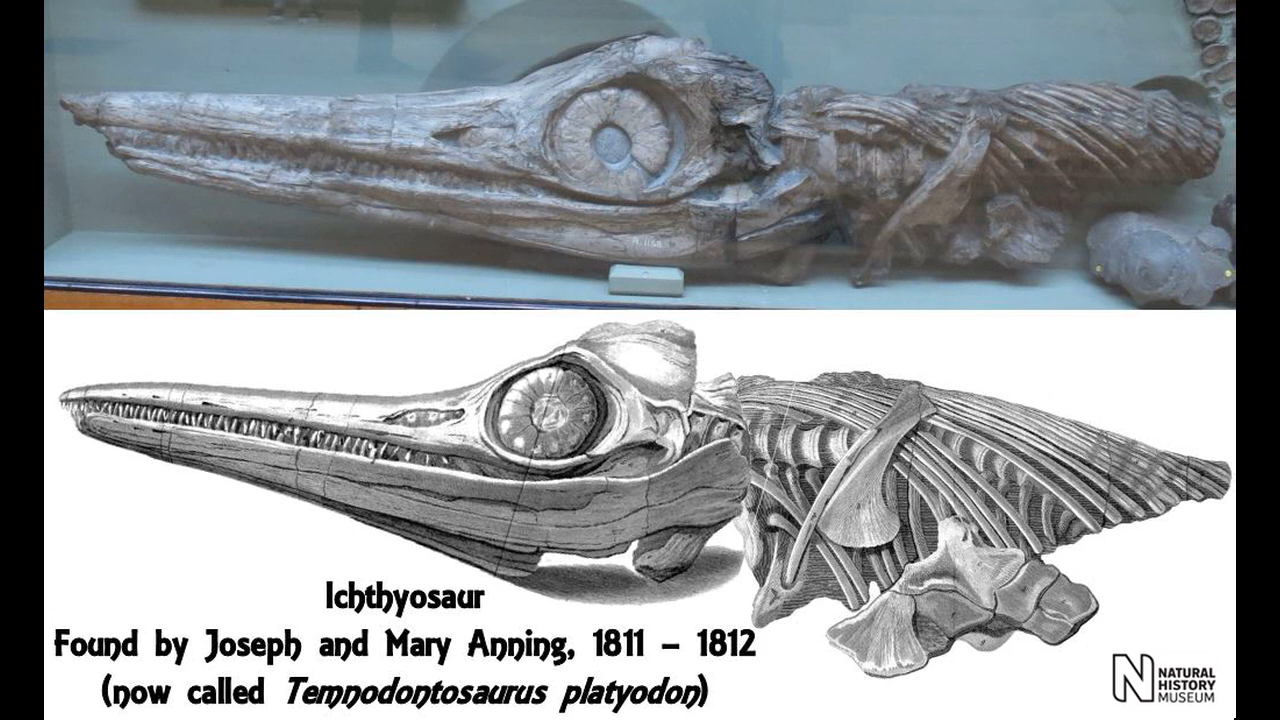 Ichthyosaur
Found by Joseph and Mary Anning, 1811 – 1812
(now called Temnodontosaurus platyodon)
N NATURAL
HISTORY
MUSEUM